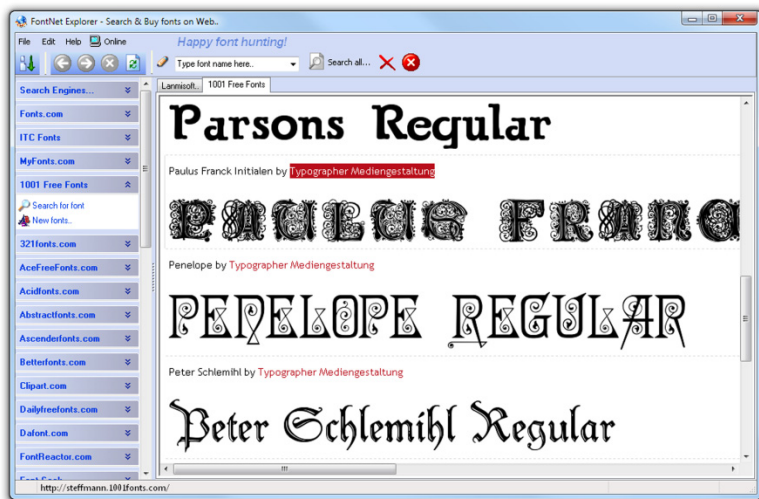 FontNet Explorer - Search & Buy fonts on Web..
File Edit Help Online
Happy font hunting!
Type font name here..
Search all...
Lanmisoft..
1001 Free Fonts
Search Engines...
Fonts.com
ITC Fonts
MyFonts.com
1001 Free Fonts
Search for font
New fonts..
321fonts.com
AceFreeFonts.com
Acidfonts.com
Abstractfonts.com
Ascenderfonts.com
Betterfonts.com
Clipart.com
Dailyfreefonts.com
Dafont.com
FontReactor.com
Parsons Regular
Paulus Franck Initialen by Typographer Mediengestaltung
PAULUS FRANC
Penelope by Typographer Mediengestaltung
PENELOPE REGULAR
Peter Schlemihl by Typographer Mediengestaltung
Peter Schlemihl Regular
http://steffmann.1001fonts.com/